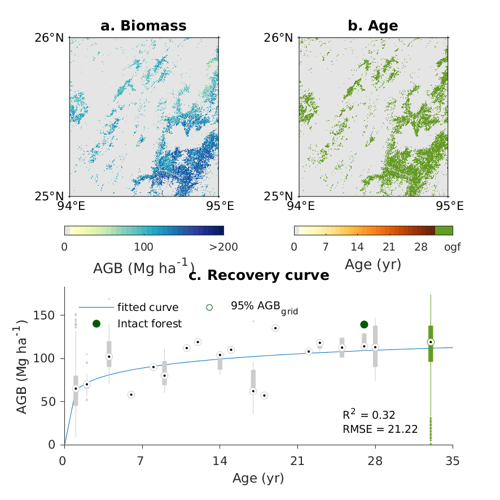 a. Biomass
b. Age
26°N
25°N
94°E
95°E
26°N
25°N
94°E
95°E
0
100
>200
AGB (Mg ha⁻¹)
0
7
14
21
28
ogf
Age (yr)
c. Recovery curve
AGB (Mg ha⁻¹)
150
100
50
0
fitted curve
95% AGBgrid
Intact forest
R² = 0.32
RMSE = 21.22
0
7
14
21
28
35
Age (yr)